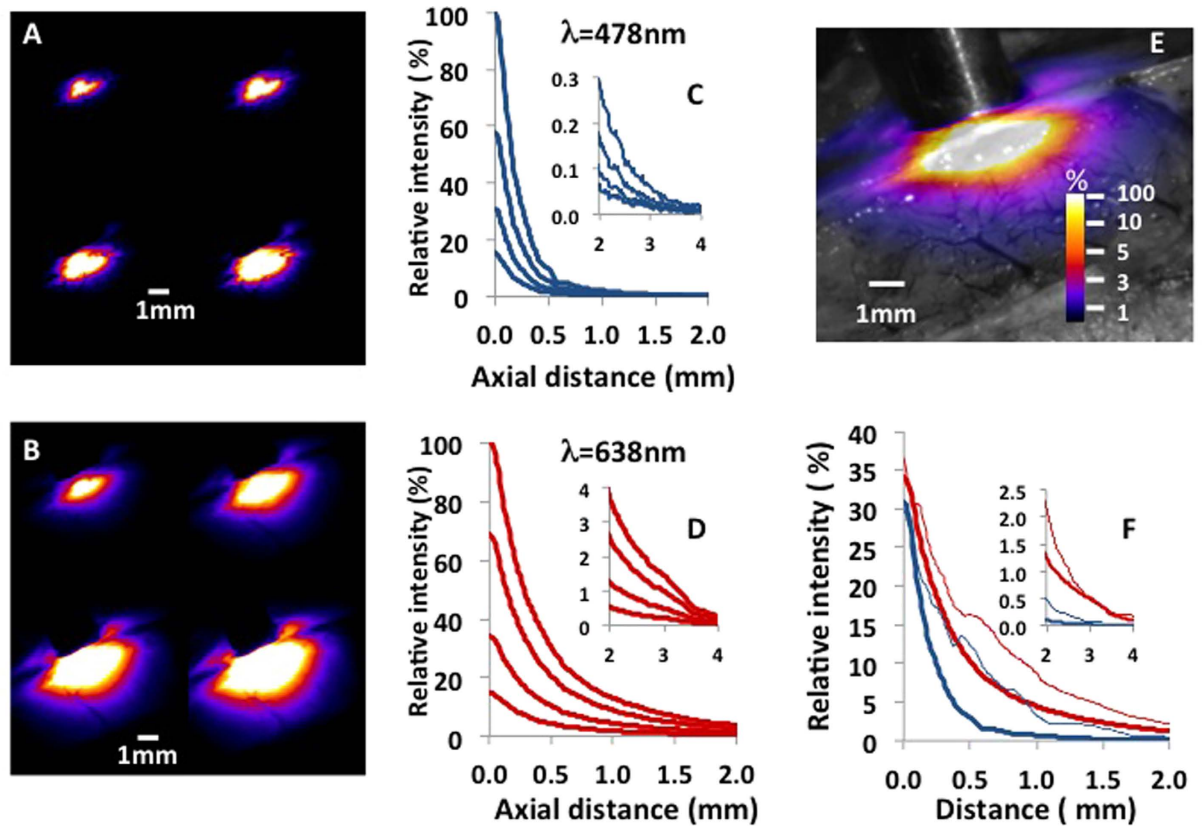 A
1mm
λ=478nm
C
Relative intensity ( %)
100
80
60
40
20
0
0.0 0.5 1.0 1.5 2.0
Axial distance (mm)
0.3
0.2
0.1
0.0
2 3 4
E
%
100
10
5
3
1
1mm
B
1mm
λ=638nm
D
Relative intensity (%)
100
80
60
40
20
0
0.0 0.5 1.0 1.5 2.0
Axial distance (mm)
4
3
2
1
0
2 3 4
F
Relative intensity ( %)
40
35
30
25
20
15
10
5
0
0.0 0.5 1.0 1.5 2.0
Distance ( mm)
2.5
2.0
1.5
1.0
0.5
0.0
2 3 4